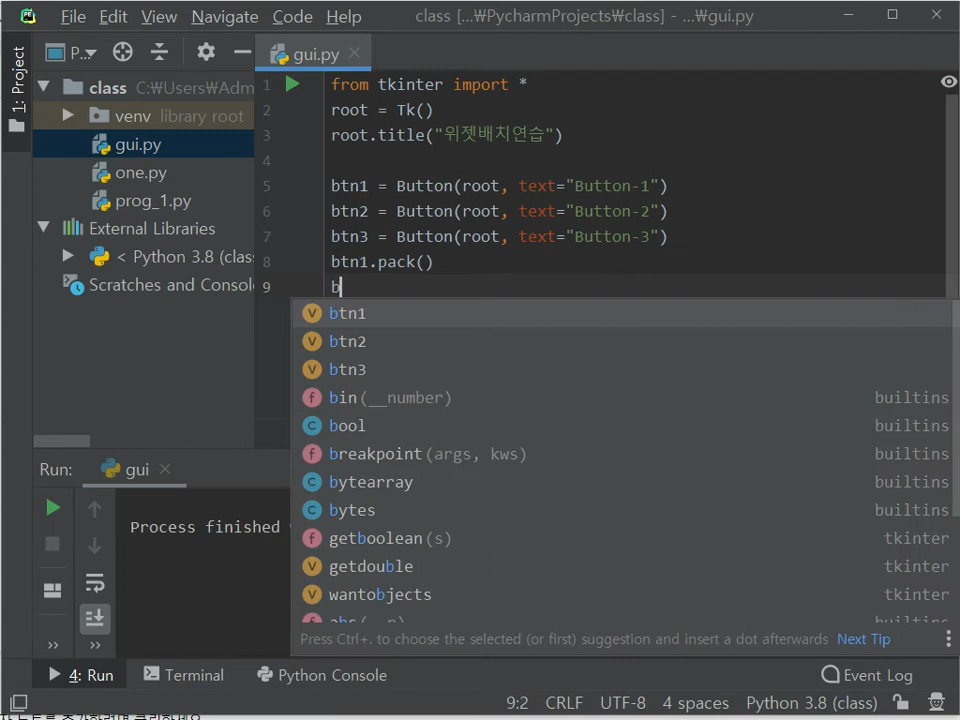 File Edit View Navigate Code Help class [...₩PycharmProjects₩class] - ...₩gui.py
P...
gui.py
1: Project
class C:₩Users₩Adm
venv library root
gui.py
one.py
prog_1.py
External Libraries
< Python 3.8 (clas
Scratches and Consol
1 from tkinter import *
2 root = Tk()
3 root.title("위젯배치연습")
4
5 btn1 = Button(root, text="Button-1")
6 btn2 = Button(root, text="Button-2")
7 btn3 = Button(root, text="Button-3")
8 btn1.pack()
9 b
btn1
btn2
btn3
bin(__number) builtins
bool builtins
breakpoint(args, kws) builtins
bytearray builtins
bytes builtins
getboolean(s) tkinter
getdouble tkinter
wantobjects tkinter
builtins
Press Ctrl+. to choose the selected (or first) suggestion and insert a dot afterwards Next Tip
Run: gui
Process finished
4: Run Terminal Python Console Event Log
9:2 CRLF UTF-8 4 spaces Python 3.8 (class)